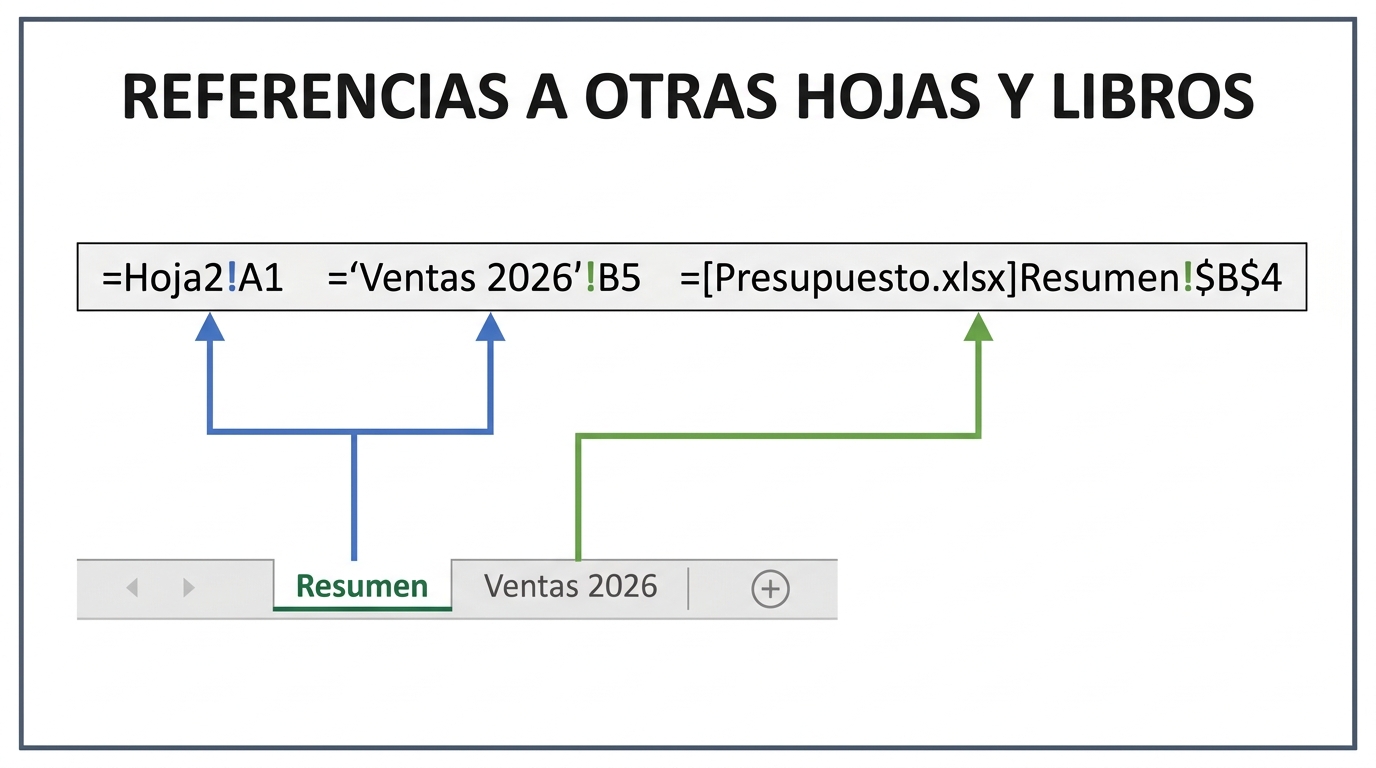 REFERENCIAS A OTRAS HOJAS Y LIBROS
=Hoja2!A1 =‘Ventas 2026’!B5 =[Presupuesto.xlsx]Resumen!$B$4
Resumen Ventas 2026